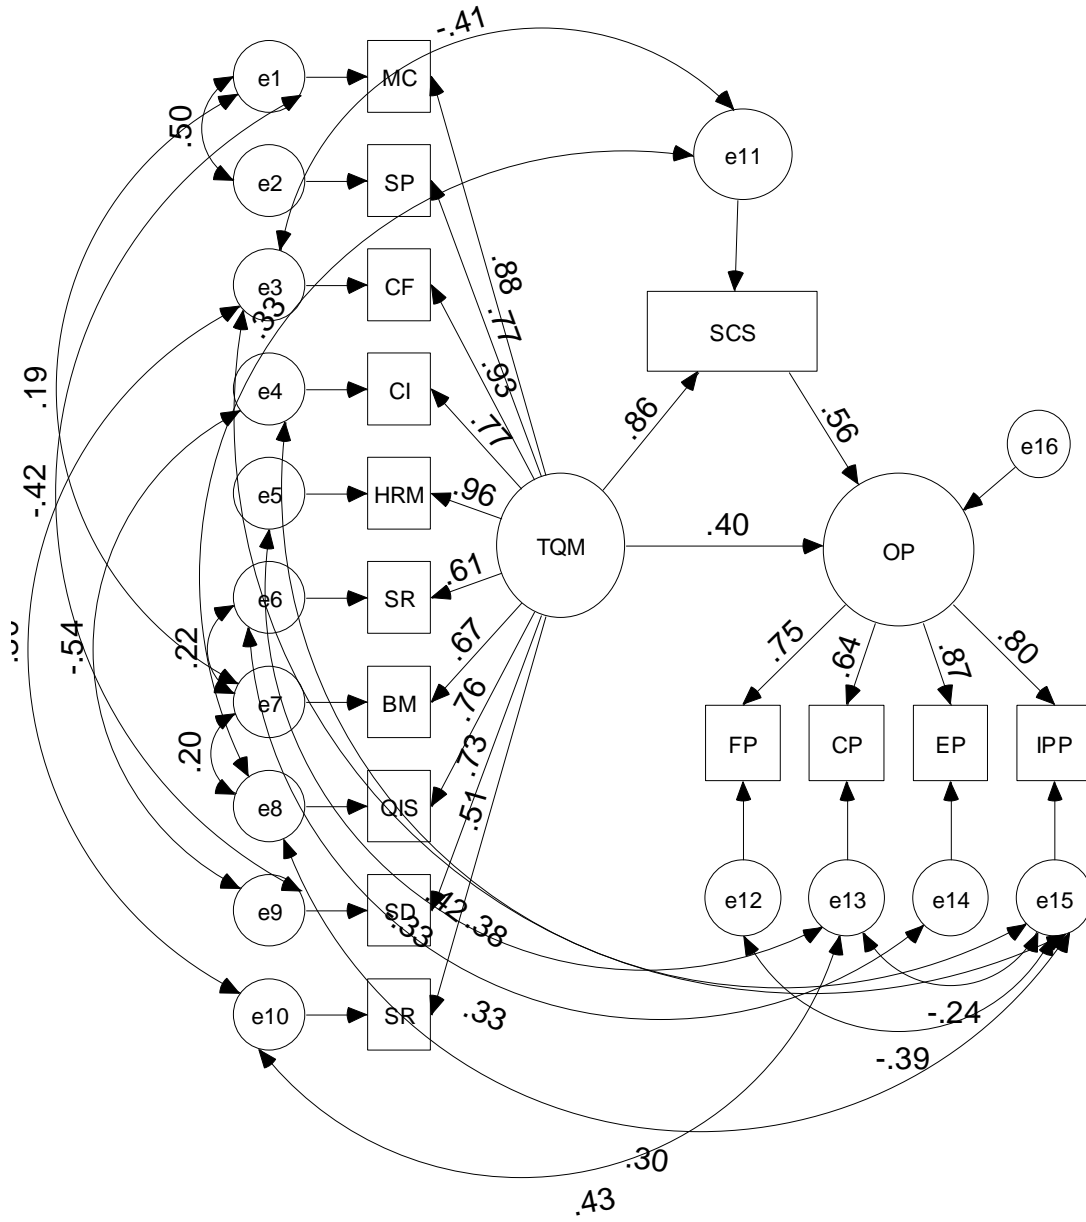 -.41
e1
MC
.50
e11
e2
SP
e3
CF
.88
.33
.77
SCS
e4
CI
.93
.19
.77
.86
.56
e16
-.42
e5
HRM
.96
TQM
.40
OP
e6
SR
.61
-.54
.22
.67
.75
.64
.87
.80
e7
BM
.76
.20
.73
FP
CP
EP
IPP
e8
QIS
.51
e9
SD
.42
.38
.33
e12
e13
e14
e15
e10
SR
.33
-.24
-.39
.30
.43